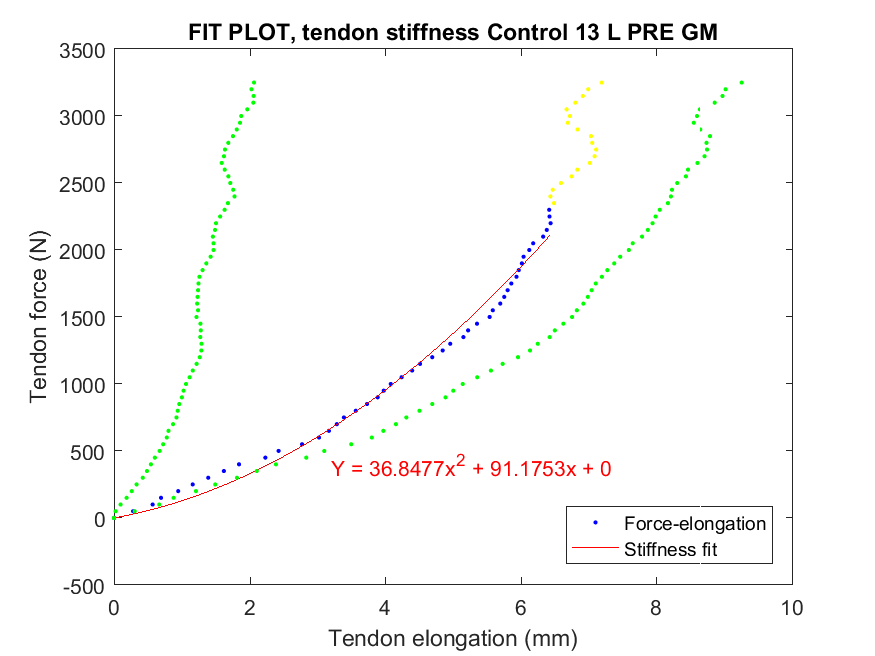 FIT PLOT, tendon stiffness Control 13 L PRE GM
3500
3000
2500
2000
1500
1000
500
0
-500
Tendon force (N)
Y = 36.8477x² + 91.1753x + 0
Force-elongation
Stiffness fit
0 2 4 6 8 10
Tendon elongation (mm)